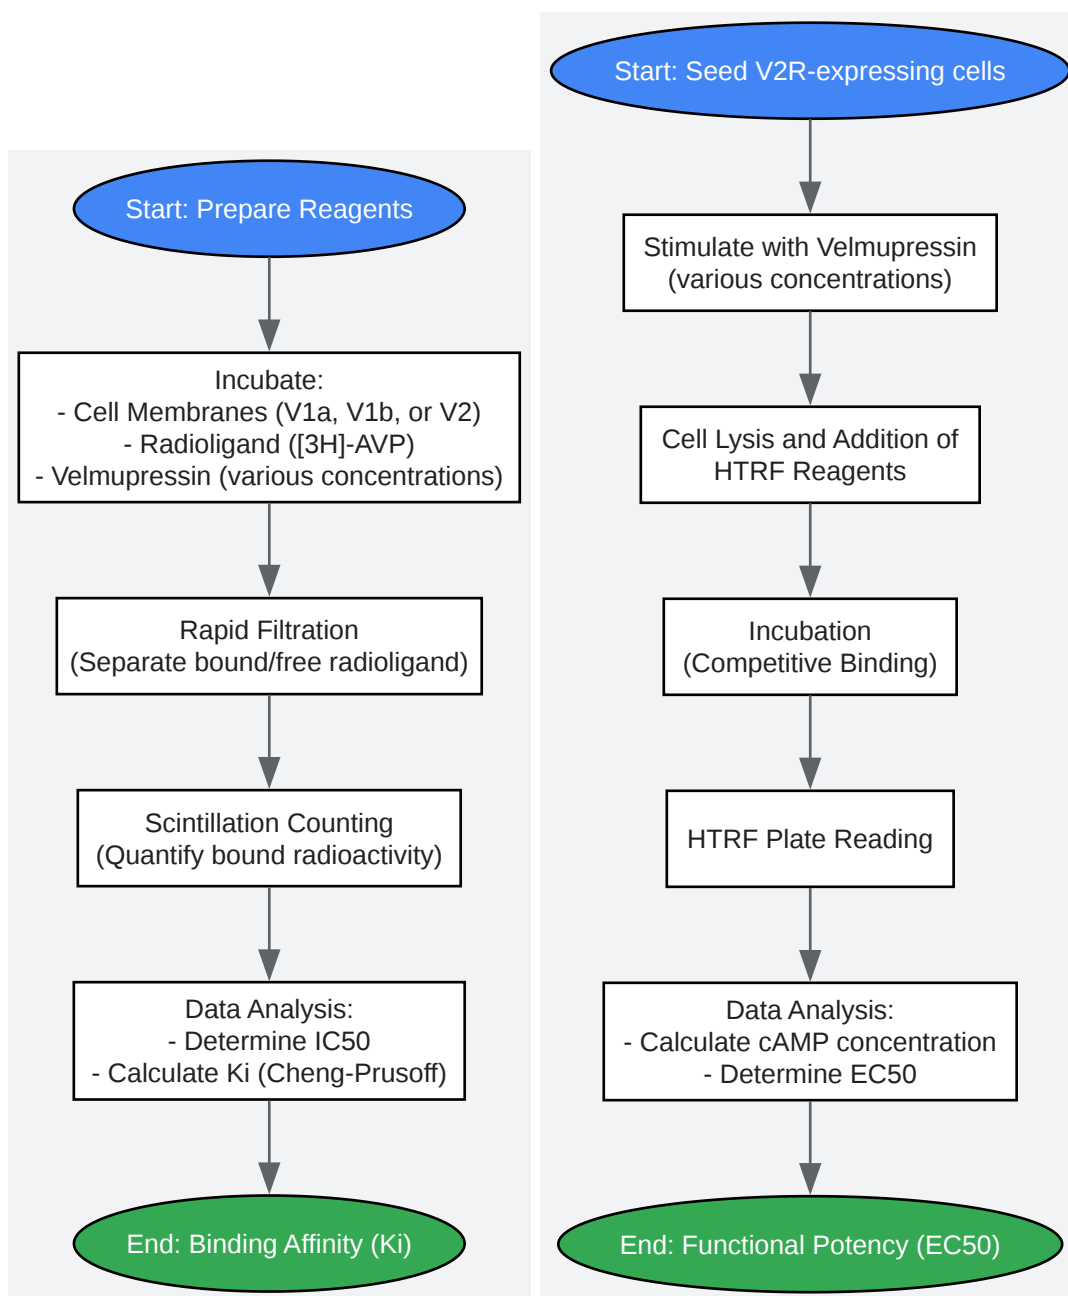 Start: Prepare Reagents
Incubate:
- Cell Membranes (V1a, V1b, or V2)
- Radioligand ([3H]-AVP)
- Velmupressin (various concentrations)
Rapid Filtration
(Separate bound/free radioligand)
Scintillation Counting
(Quantify bound radioactivity)
Data Analysis:
- Determine IC50
- Calculate Ki (Cheng-Prusoff)
End: Binding Affinity (Ki)
Start: Seed V2R-expressing cells
Stimulate with Velmupressin
(various concentrations)
Cell Lysis and Addition of
HTRF Reagents
Incubation
(Competitive Binding)
HTRF Plate Reading
Data Analysis:
- Calculate cAMP concentration
- Determine EC50
End: Functional Potency (EC50)